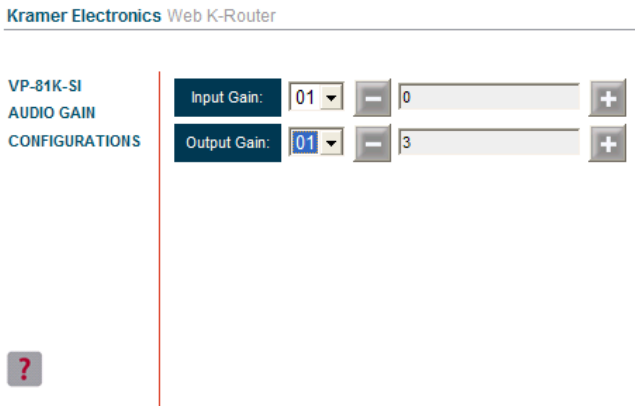 Kramer Electronics Web K-Router
VP-81K-SI
AUDIO GAIN
CONFIGURATIONS
Input Gain: 01 − 0 +
Output Gain: 01 − 3 +
?